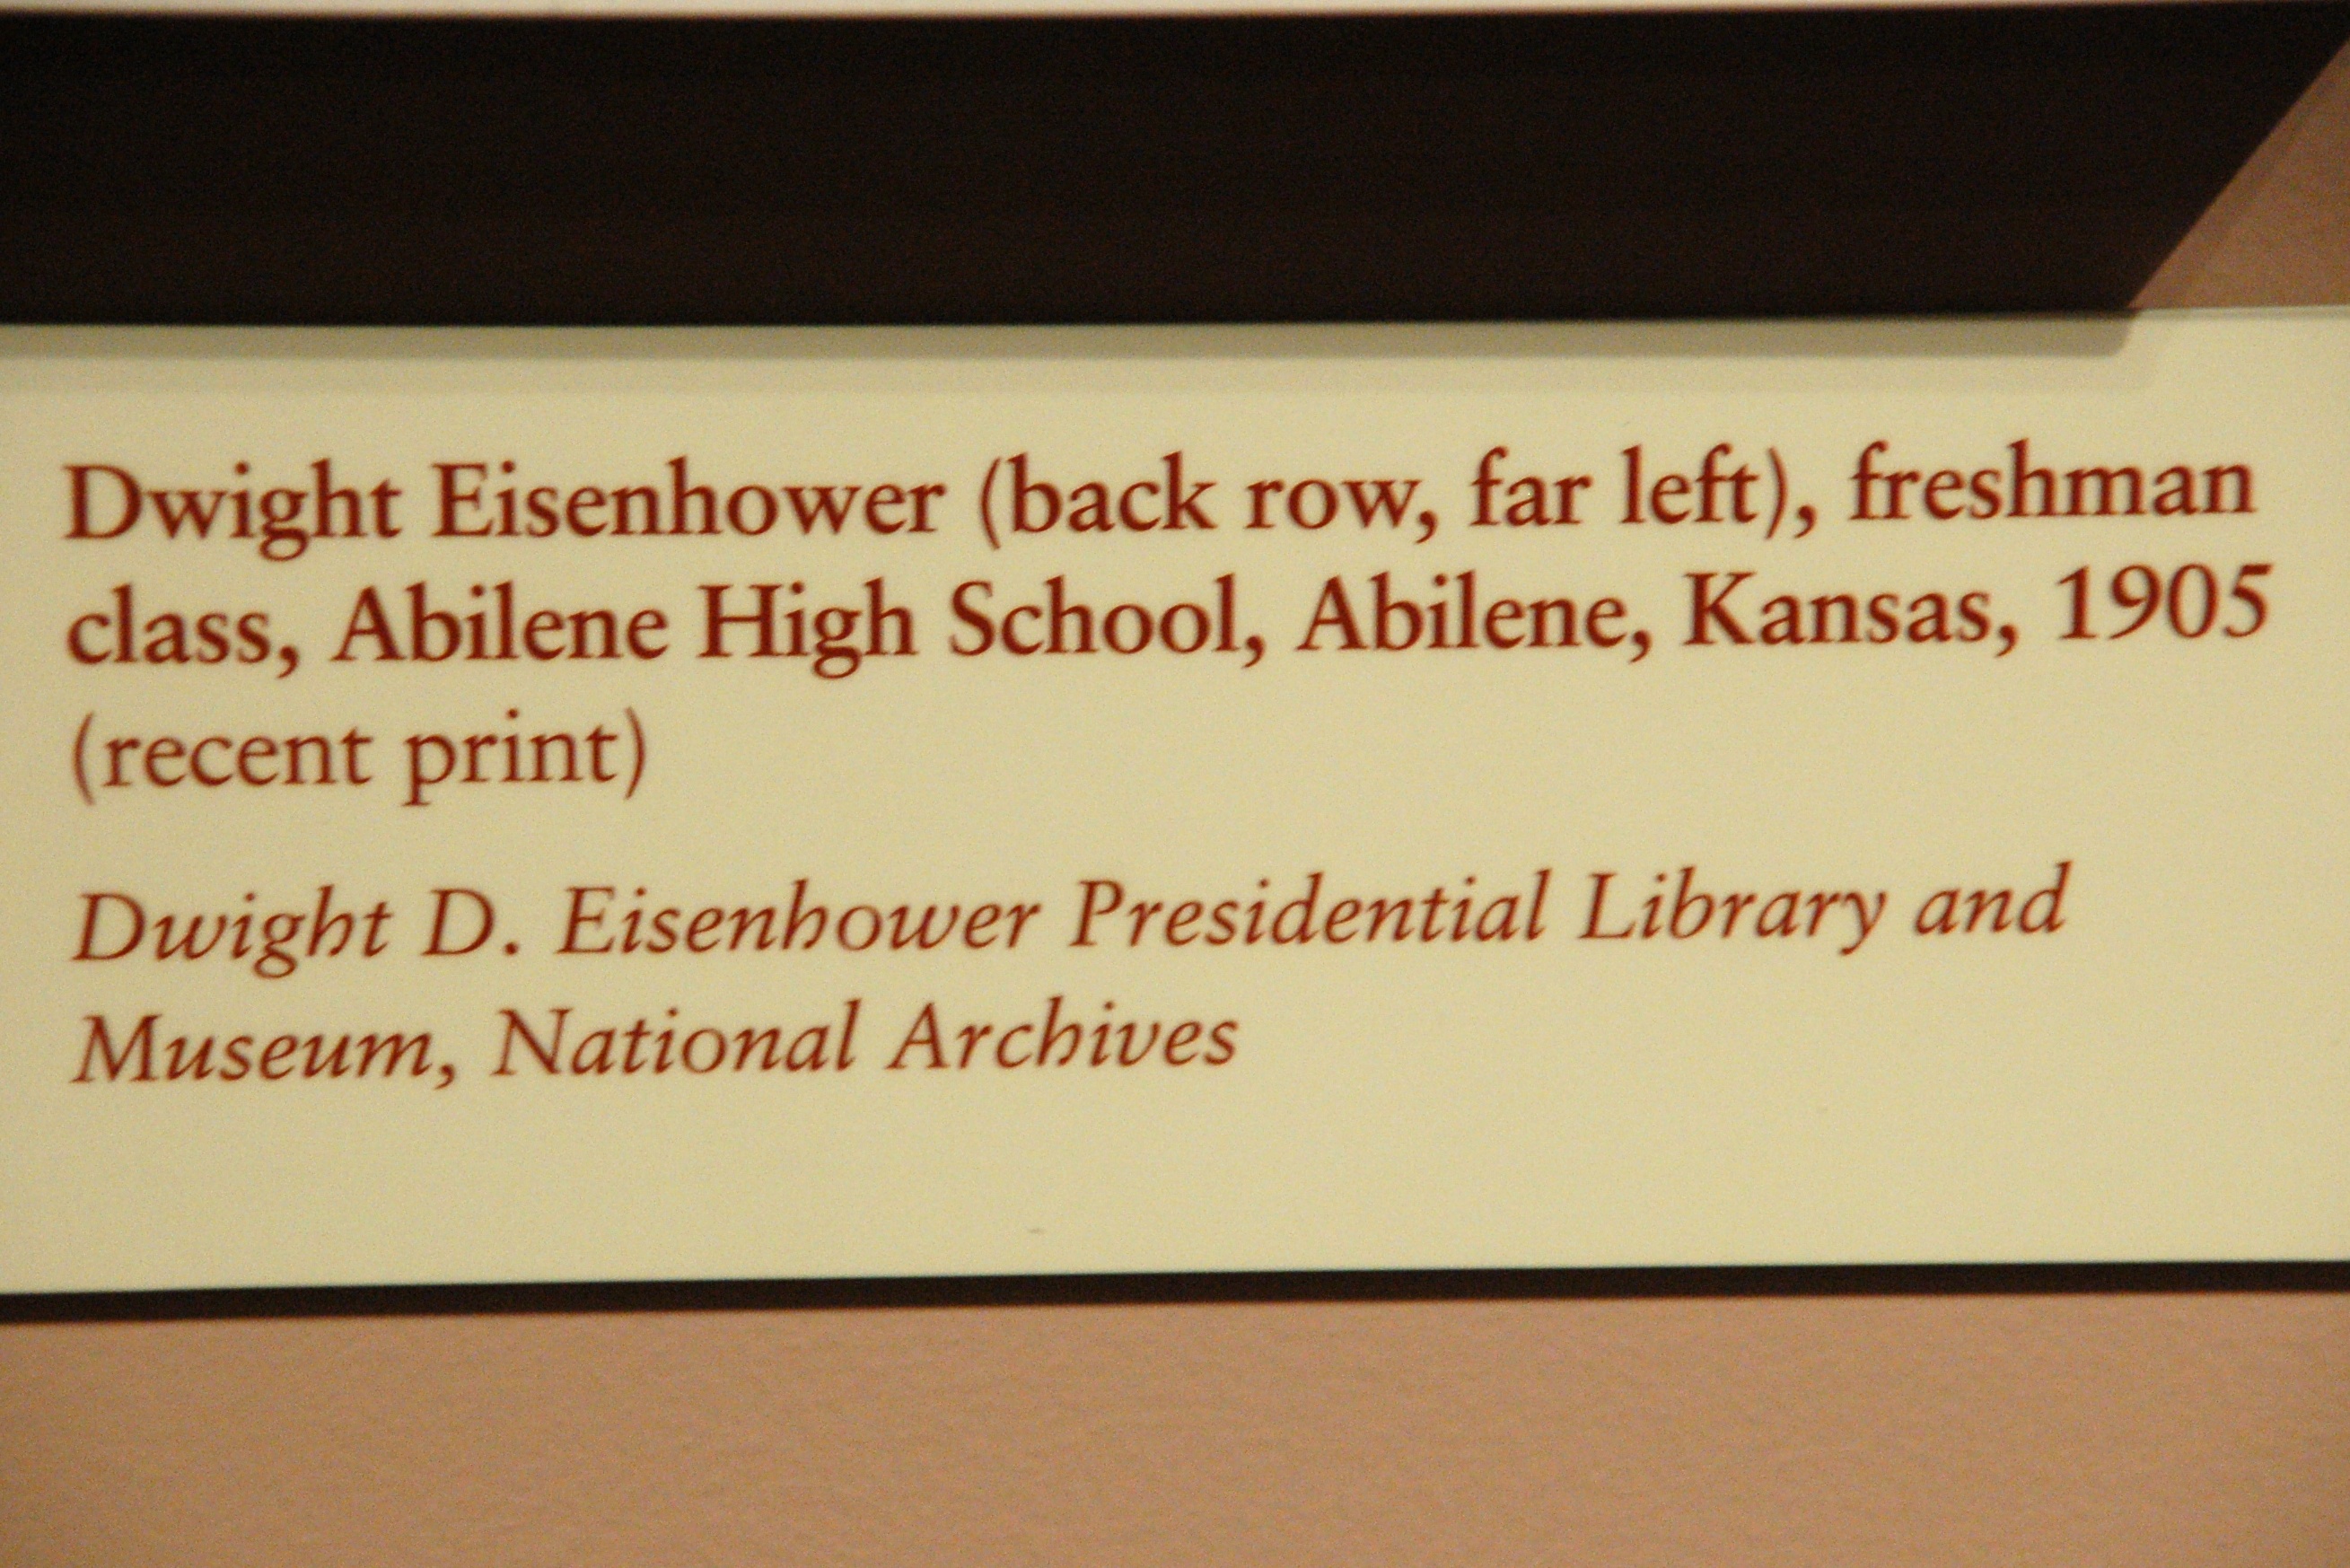 Dwight Eisenhower (back row, far left), freshman
class, Abilene High School, Abilene, Kansas, 1905
(recent print)
Dwight D. Eisenhower Presidential Library and
Museum, National Archives